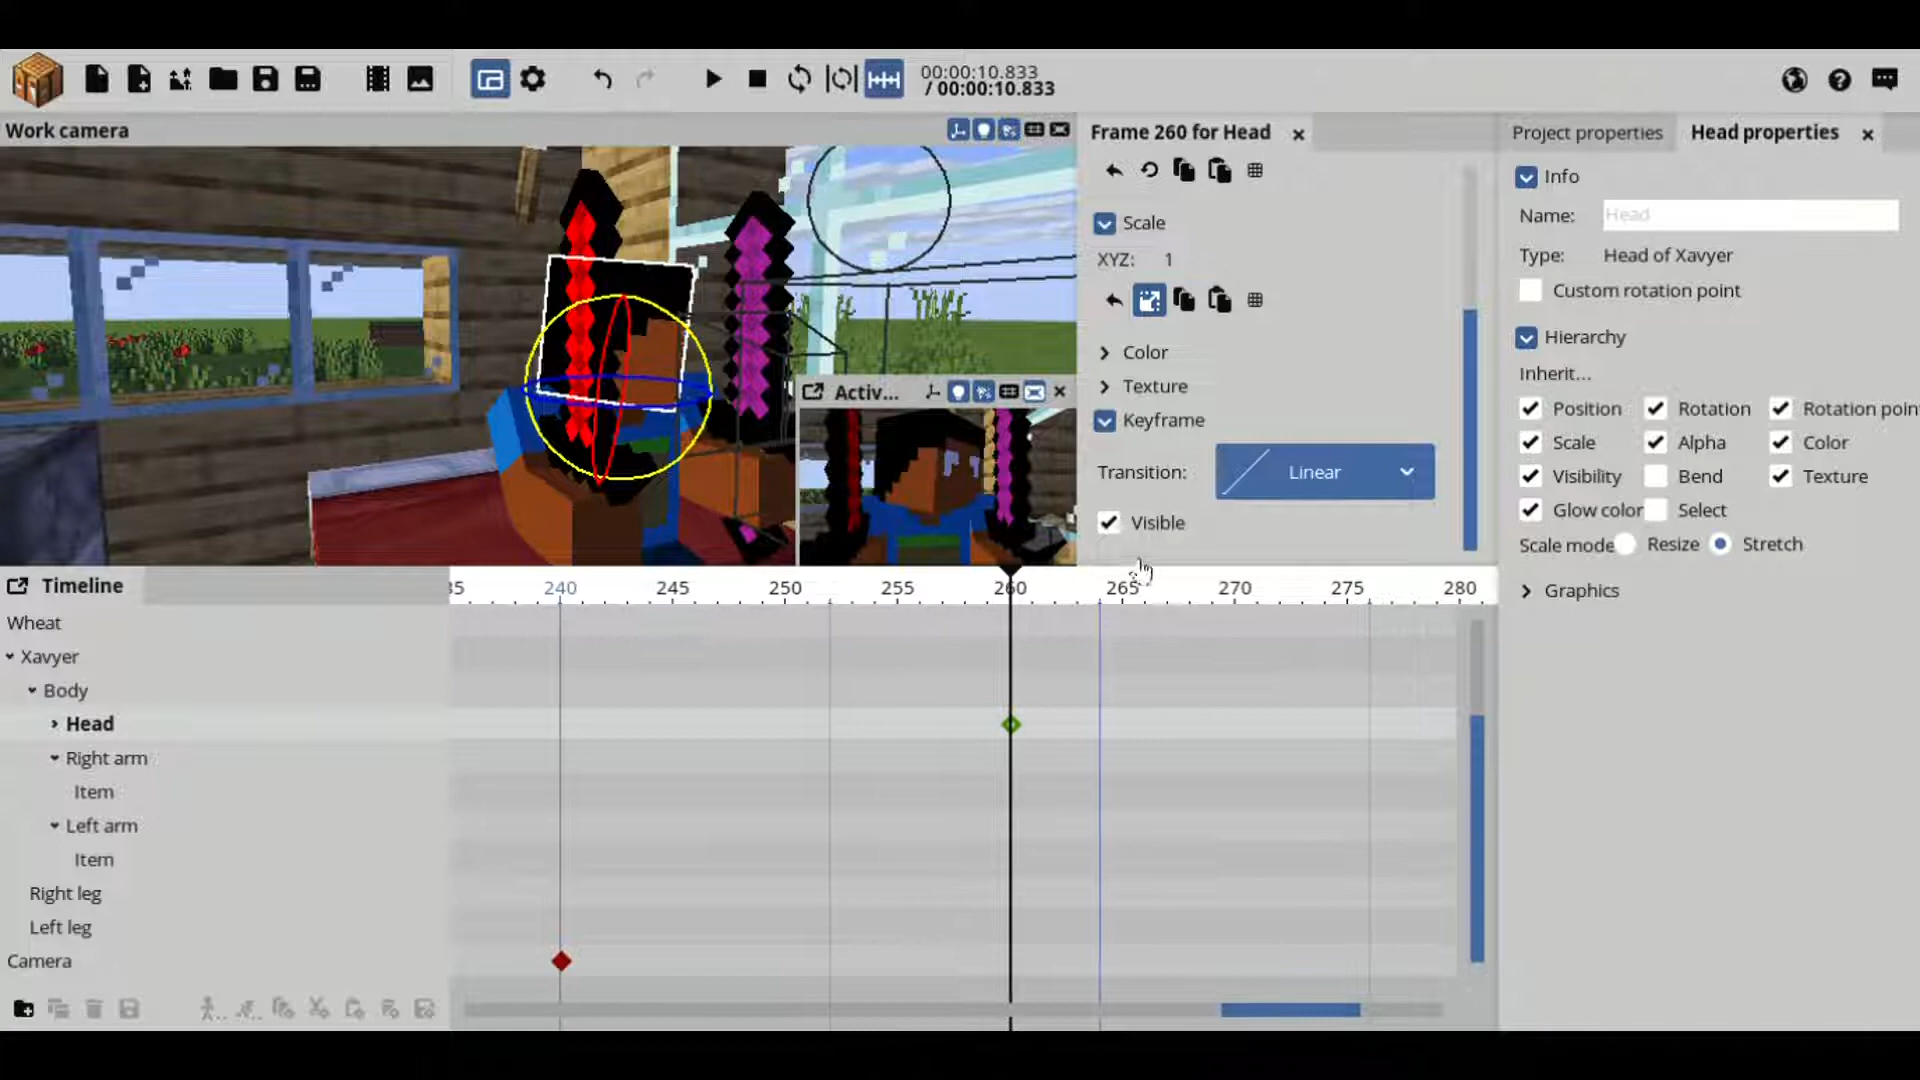 00:00:10.833
/ 00:00:10.833
Work camera
Frame 260 for Head
Project properties
Head properties
Info
Name: Head
Type: Head of Xavyer
Custom rotation point
Hierarchy
Inherit...
Position Rotation Rotation poin
Scale Alpha Color
Visibility Bend Texture
Glow color Select
Scale mode Resize Stretch
Graphics
Scale
XYZ: 1
Color
Texture
Keyframe
Transition: Linear
Visible
Activ...
Timeline
35 240 245 250 255 260 265 270 275 280
Wheat
Xavyer
Body
Head
Right arm
Item
Left arm
Item
Right leg
Left leg
Camera